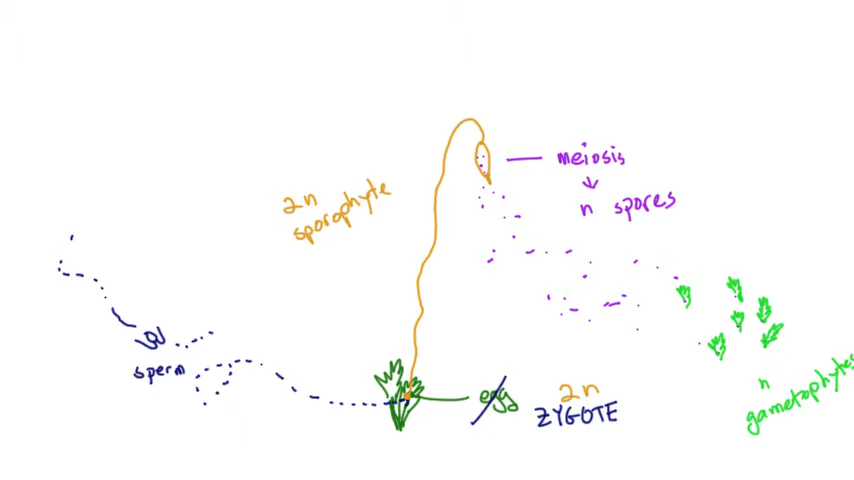 meiosis
n spores
2n
sporophyte
sperm
egg
2n
ZYGOTE
n
gametophytes